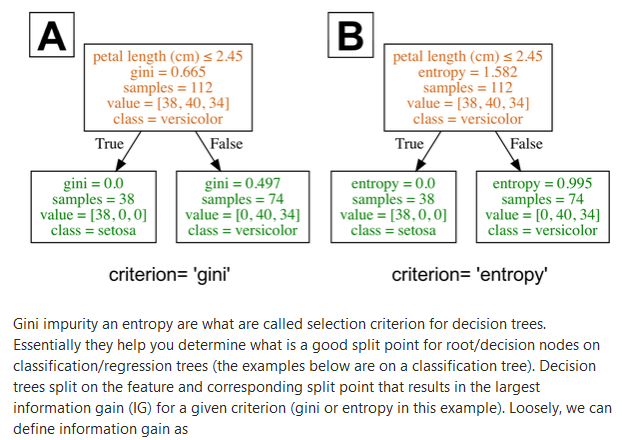 A
petal length (cm) ≤ 2.45
gini = 0.665
samples = 112
value = [38, 40, 34]
class = versicolor
True
False
gini = 0.0
samples = 38
value = [38, 0, 0]
class = setosa
gini = 0.497
samples = 74
value = [0, 40, 34]
class = versicolor
criterion= 'gini'
B
petal length (cm) ≤ 2.45
entropy = 1.582
samples = 112
value = [38, 40, 34]
class = versicolor
True
False
entropy = 0.0
samples = 38
value = [38, 0, 0]
class = setosa
entropy = 0.995
samples = 74
value = [0, 40, 34]
class = versicolor
criterion= 'entropy'
Gini impurity an entropy are what are called selection criterion for decision trees.
Essentially they help you determine what is a good split point for root/decision nodes on
classification/regression trees (the examples below are on a classification tree). Decision
trees split on the feature and corresponding split point that results in the largest
information gain (IG) for a given criterion (gini or entropy in this example). Loosely, we can
define information gain as